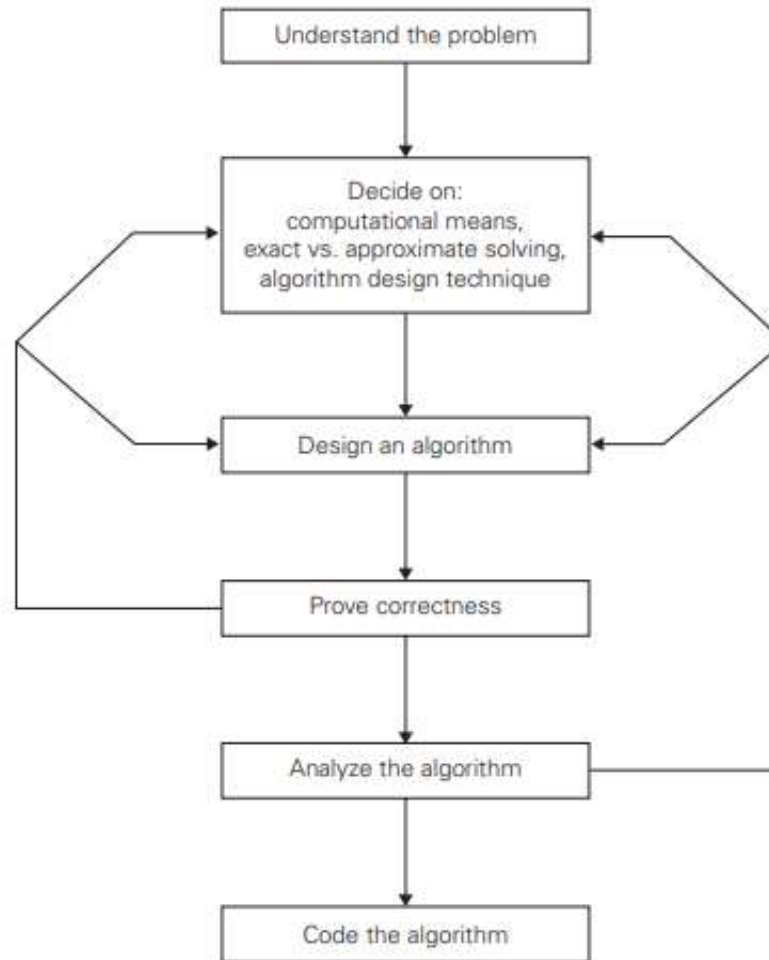 Understand the problem
Decide on:
computational means,
exact vs. approximate solving,
algorithm design technique
Design an algorithm
Prove correctness
Analyze the algorithm
Code the algorithm